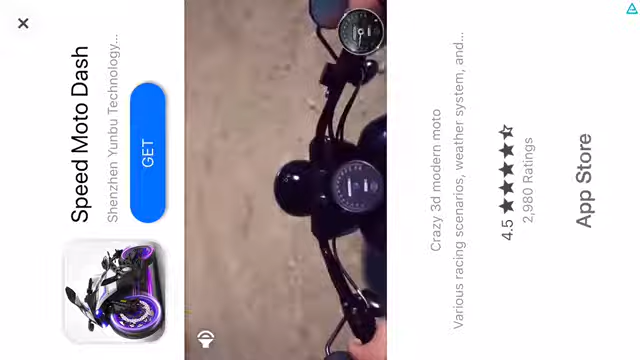 Speed Moto Dash
Shenzhen Yunbu Technology...
GET
Crazy 3d modern moto
Various racing scenarios, weather system, and...
4.5
2,980 Ratings
App Store